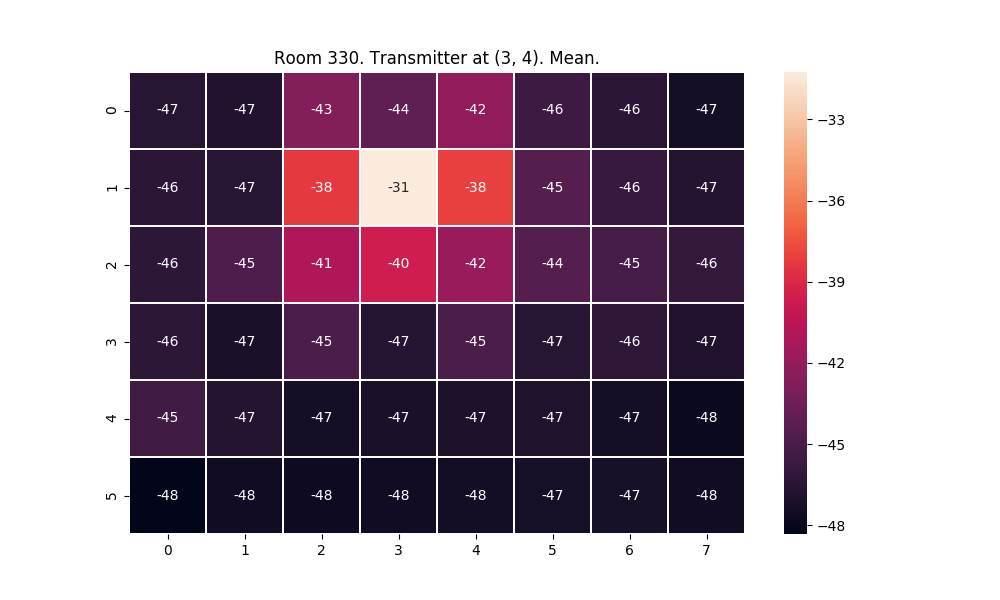 Room 330. Transmitter at (3, 4). Mean.
0 -47 -47 -43 -44 -42 -46 -46 -47
1 -46 -47 -38 -31 -38 -45 -46 -47
2 -46 -45 -41 -40 -42 -44 -45 -46
3 -46 -47 -45 -47 -45 -47 -46 -47
4 -45 -47 -47 -47 -47 -47 -47 -48
5 -48 -48 -48 -48 -48 -47 -47 -48
0 1 2 3 4 5 6 7
−33
−36
−39
−42
−45
−48